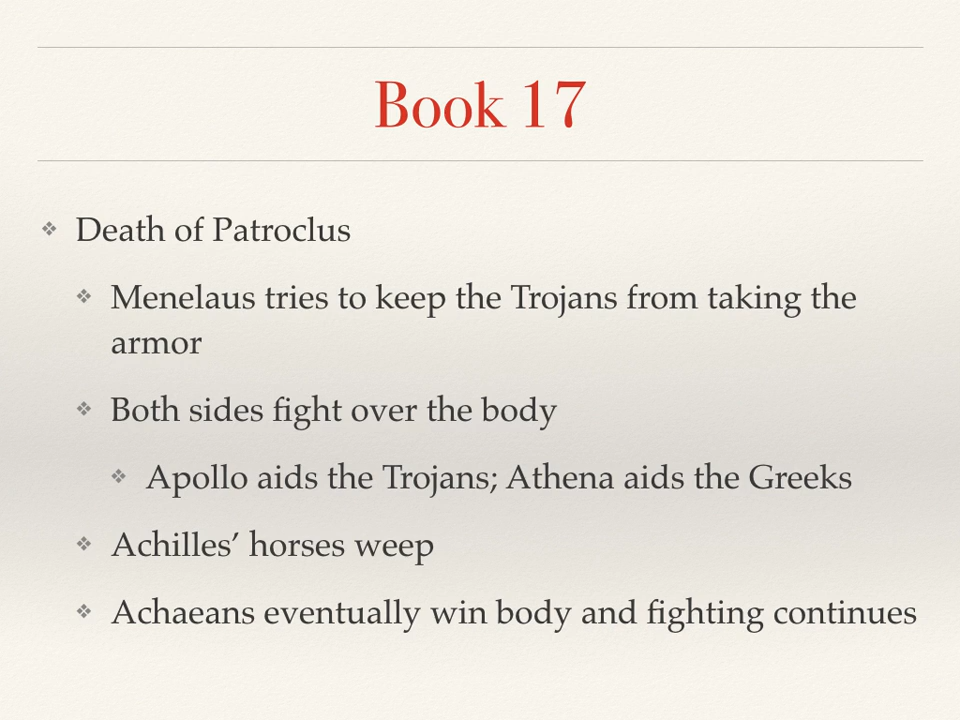 Book 17
❖ Death of Patroclus
❖ Menelaus tries to keep the Trojans from taking the
armor
❖ Both sides fight over the body
❖ Apollo aids the Trojans; Athena aids the Greeks
❖ Achilles’ horses weep
❖ Achaeans eventually win body and fighting continues